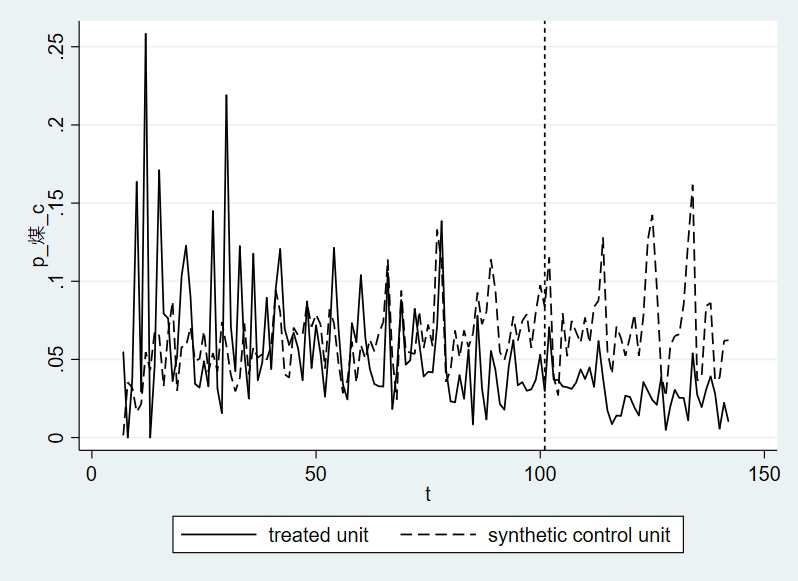 .25
.2
.15
.1
.05
0
p_煤_c
0 50 100 150
t
treated unit synthetic control unit